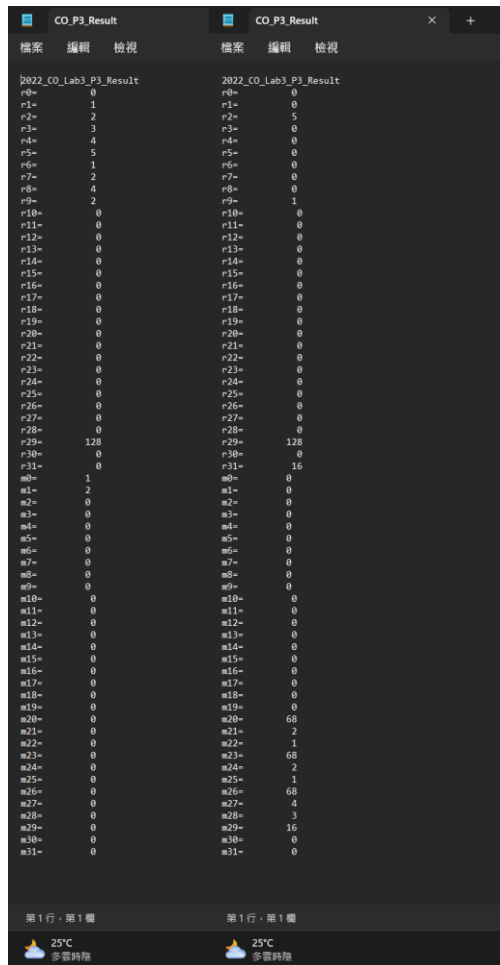 CO_P3_Result
檔案 編輯 檢視
2022_CO_Lab3_P3_Result
r0= 0
r1= 1
r2= 2
r3= 3
r4= 4
r5= 5
r6= 1
r7= 2
r8= 4
r9= 2
r10= 0
r11= 0
r12= 0
r13= 0
r14= 0
r15= 0
r16= 0
r17= 0
r18= 0
r19= 0
r20= 0
r21= 0
r22= 0
r23= 0
r24= 0
r25= 0
r26= 0
r27= 0
r28= 0
r29= 128
r30= 0
r31= 0
m0= 1
m1= 2
m2= 0
m3= 0
m4= 0
m5= 0
m6= 0
m7= 0
m8= 0
m9= 0
m10= 0
m11= 0
m12= 0
m13= 0
m14= 0
m15= 0
m16= 0
m17= 0
m18= 0
m19= 0
m20= 0
m21= 0
m22= 0
m23= 0
m24= 0
m25= 0
m26= 0
m27= 0
m28= 0
m29= 0
m30= 0
m31= 0
第 1 行，第 1 欄
25°C
多雲時陰
CO_P3_Result × +
檔案 編輯 檢視
2022_CO_Lab3_P3_Result
r0= 0
r1= 0
r2= 5
r3= 0
r4= 0
r5= 0
r6= 0
r7= 0
r8= 0
r9= 1
r10= 0
r11= 0
r12= 0
r13= 0
r14= 0
r15= 0
r16= 0
r17= 0
r18= 0
r19= 0
r20= 0
r21= 0
r22= 0
r23= 0
r24= 0
r25= 0
r26= 0
r27= 0
r28= 0
r29= 128
r30= 0
r31= 16
m0= 0
m1= 0
m2= 0
m3= 0
m4= 0
m5= 0
m6= 0
m7= 0
m8= 0
m9= 0
m10= 0
m11= 0
m12= 0
m13= 0
m14= 0
m15= 0
m16= 0
m17= 0
m18= 0
m19= 0
m20= 68
m21= 2
m22= 1
m23= 68
m24= 2
m25= 1
m26= 68
m27= 4
m28= 3
m29= 16
m30= 0
m31= 0
第 1 行，第 1 欄
25°C
多雲時陰